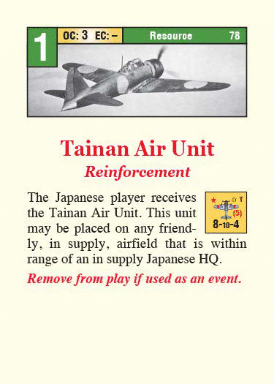 1 OC: 3 EC: – Resource 78
Tainan Air Unit
Reinforcement
The Japanese player receives
the Tainan Air Unit. This unit
may be placed on any friend-
ly, in supply, airfield that is within
range of an in supply Japanese HQ.
O T
(5)
8-18-4
Remove from play if used as an event.